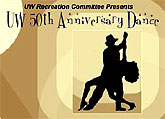 UW Recreation Committee Presents
UW 50th Anniversary Dance